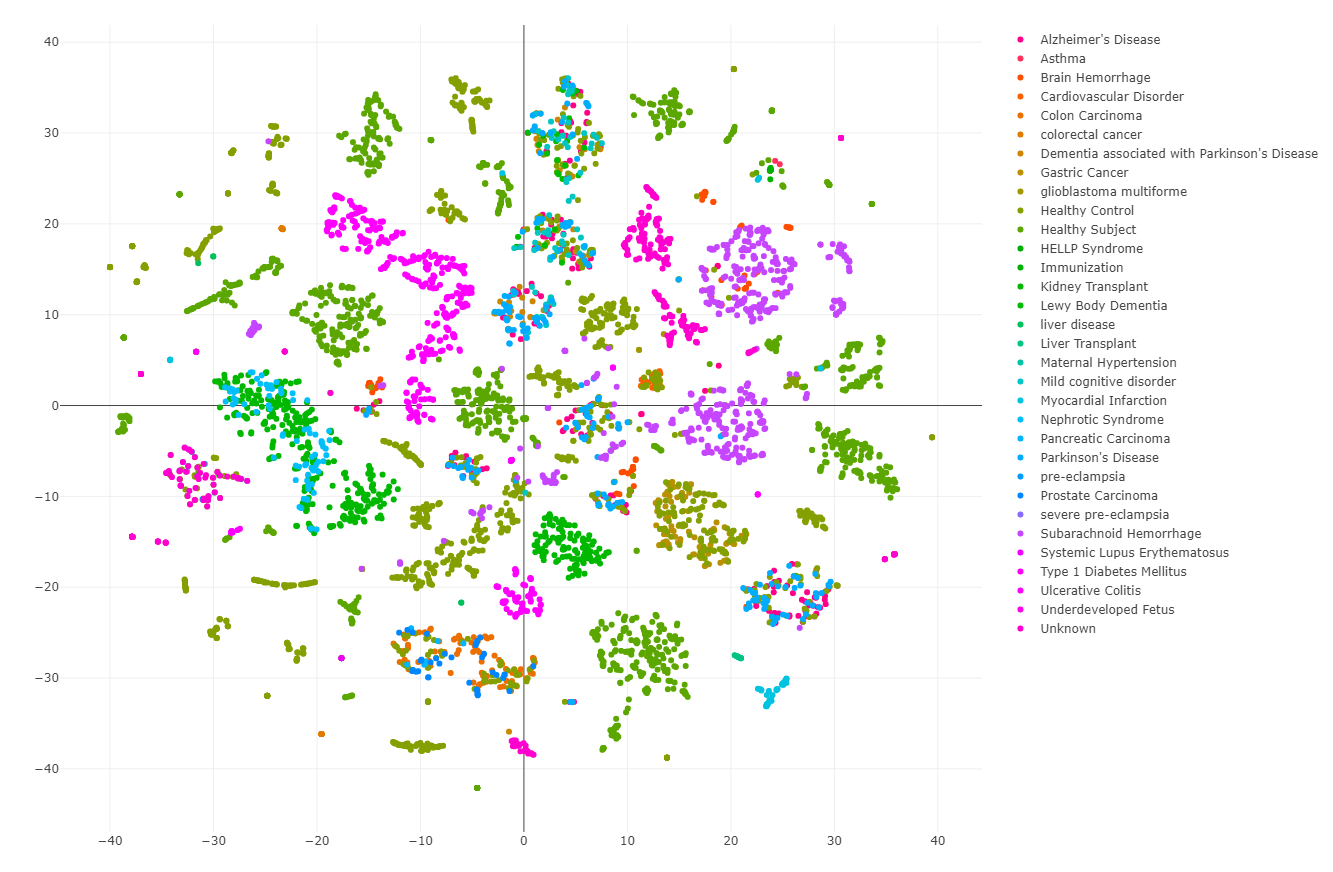 40
30
20
10
0
−10
−20
−30
−40
−40
−30
−20
−10
0
10
20
30
40
Alzheimer's Disease
Asthma
Brain Hemorrhage
Cardiovascular Disorder
Colon Carcinoma
colorectal cancer
Dementia associated with Parkinson's Disease
Gastric Cancer
glioblastoma multiforme
Healthy Control
Healthy Subject
HELLP Syndrome
Immunization
Kidney Transplant
Lewy Body Dementia
liver disease
Liver Transplant
Maternal Hypertension
Mild cognitive disorder
Myocardial Infarction
Nephrotic Syndrome
Pancreatic Carcinoma
Parkinson's Disease
pre-eclampsia
Prostate Carcinoma
severe pre-eclampsia
Subarachnoid Hemorrhage
Systemic Lupus Erythematosus
Type 1 Diabetes Mellitus
Ulcerative Colitis
Underdeveloped Fetus
Unknown